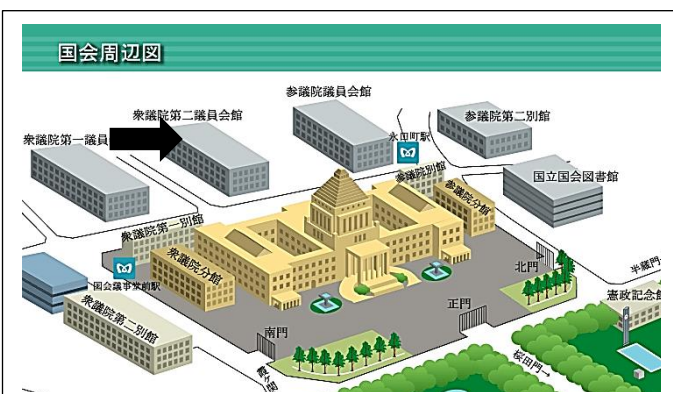 国会周辺図
参議院議員会館
衆議院第二議員会館
参議院第二別館
衆議院第一議員
永田町駅
参議院別館
国立国会図書館
参議院分館
衆議院第一別館
衆議院分館
国会議事堂前駅
北門
半蔵門
憲政記念館
正門
衆議院第二別館
南門
桜田門→
霞ヶ関